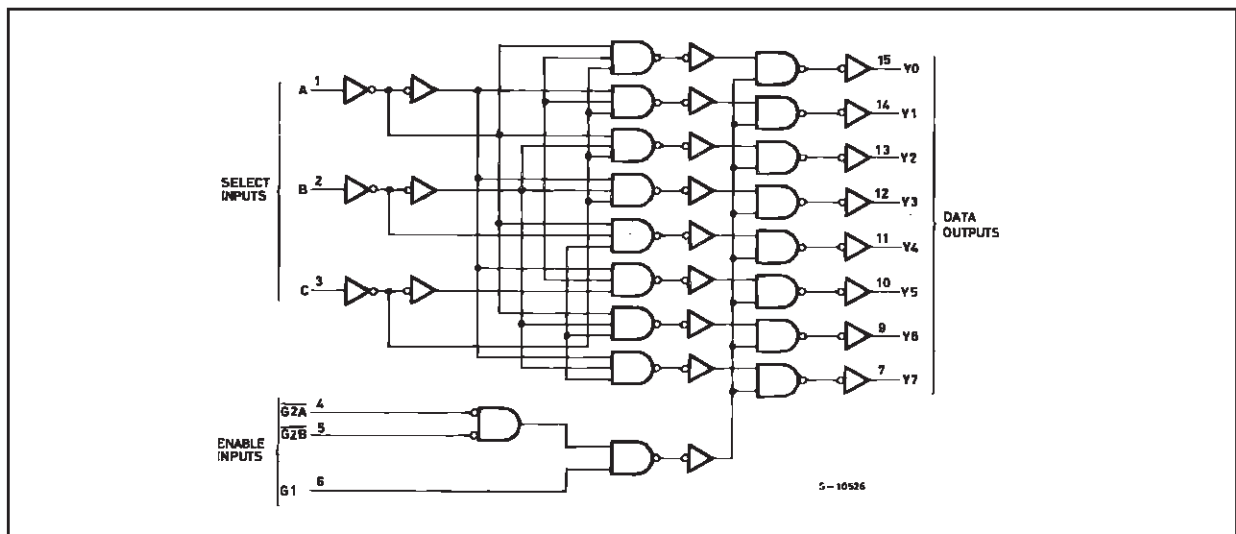 SELECT
INPUTS
A 1
B 2
C 3
ENABLE
INPUTS
G2A 4
G2B 5
G1 6
15 Y0
14 Y1
13 Y2
12 Y3
11 Y4
10 Y5
9 Y6
7 Y7
DATA
OUTPUTS
S-10526